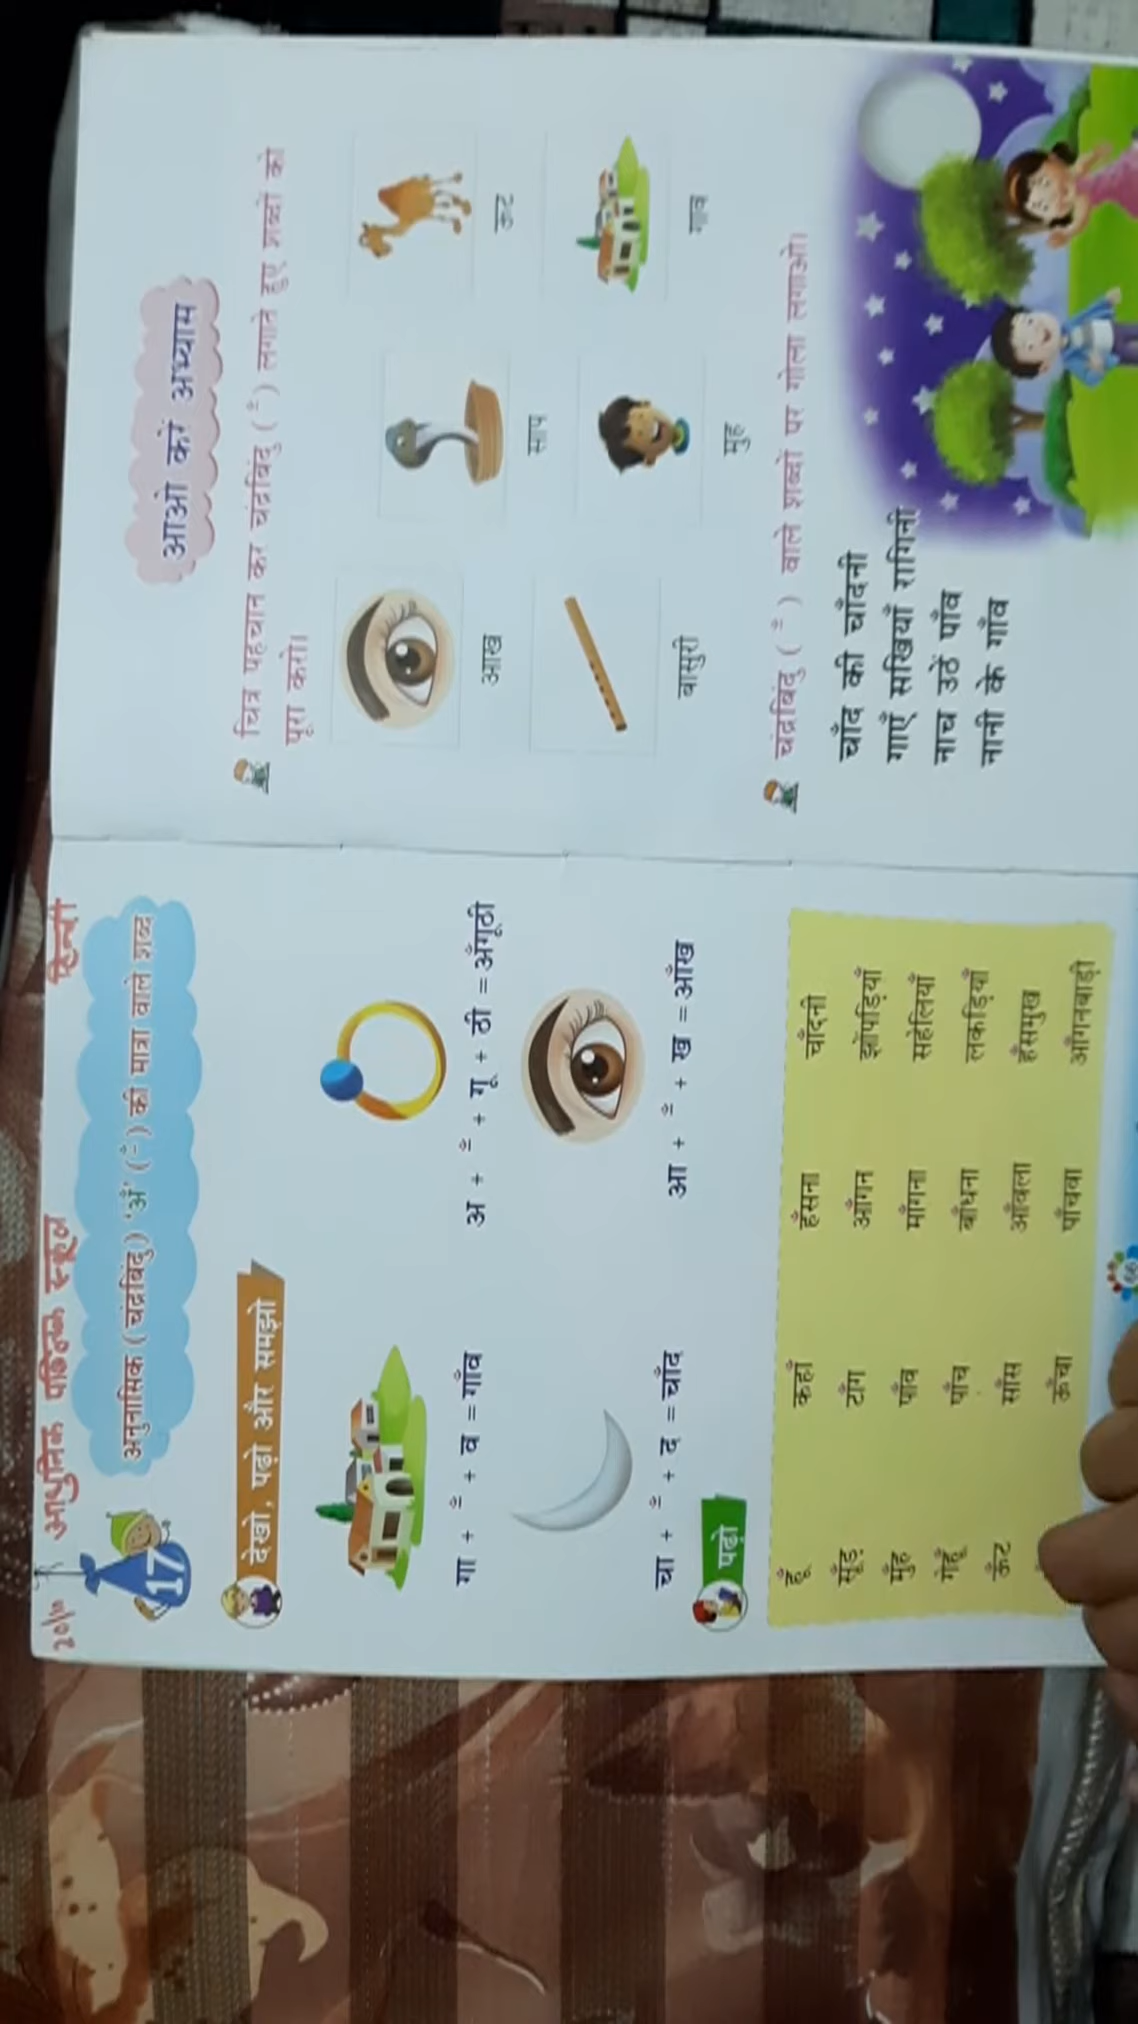 20/10 आधुनिक पब्लिक स्कूल हिन्दी
17
अनुनासिक (चंद्रबिंदु) 'अँ' (ँ) की मात्रा वाले शब्द
देखो, पढ़ो और समझो
गा + ँ + व = गाँव
अ + ँ + गू + ठी = अँगूठी
चा + ँ + द = चाँद
आ + ँ + ख = आँख
पढ़ो
हूँ कहाँ हँसना चाँदनी
सूँड़ टाँग आँगन झोंपड़ियाँ
मुँह पाँव माँगना सहेलियाँ
गेहूँ पाँच बाँधना लकड़ियाँ
ऊँट साँस आँवला हँसमुख
ऊँचा पाँचवा आँगनबाड़ी
66
आओ करें अभ्यास
चित्र पहचान कर चंद्रबिंदु (ँ) लगाते हुए शब्दों को
पूरा करो।
आख साप ऊट
बासुरी मुह गाव
चंद्रबिंदु (ँ) वाले शब्दों पर गोला लगाओ।
चाँद की चाँदनी
गाएँ सखियाँ रागिनी
नाच उठें पाँव
नानी के गाँव